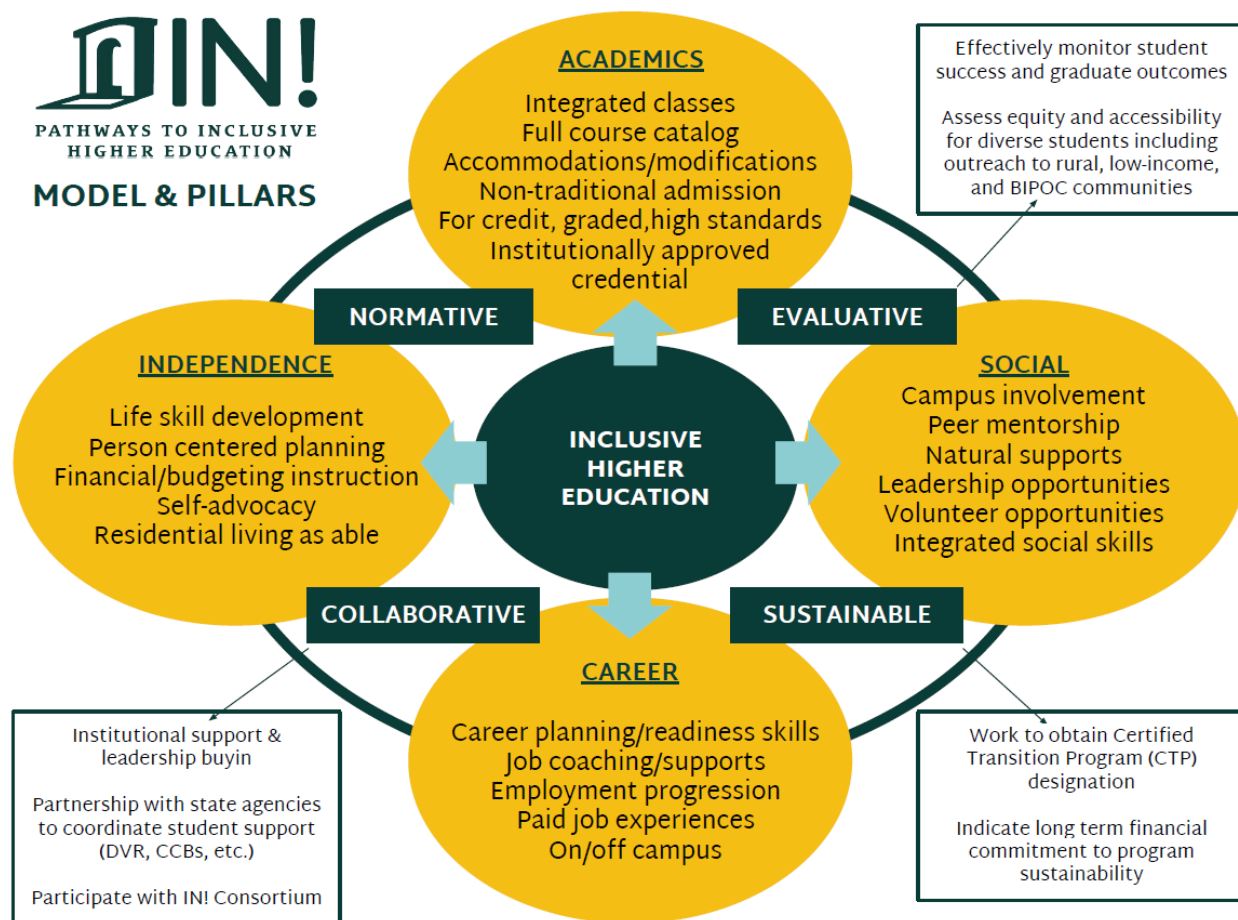 IN!
PATHWAYS TO INCLUSIVE
HIGHER EDUCATION
MODEL & PILLARS
ACADEMICS
Integrated classes
Full course catalog
Accommodations/modifications
Non-traditional admission
For credit, graded,high standards
Institutionally approved
credential
Effectively monitor student
success and graduate outcomes
Assess equity and accessibility
for diverse students including
outreach to rural, low-income,
and BIPOC communities
NORMATIVE
EVALUATIVE
INDEPENDENCE
Life skill development
Person centered planning
Financial/budgeting instruction
Self-advocacy
Residential living as able
INCLUSIVE
HIGHER
EDUCATION
SOCIAL
Campus involvement
Peer mentorship
Natural supports
Leadership opportunities
Volunteer opportunities
Integrated social skills
COLLABORATIVE
SUSTAINABLE
CAREER
Career planning/readiness skills
Job coaching/supports
Employment progression
Paid job experiences
On/off campus
Institutional support &
leadership buyin
Partnership with state agencies
to coordinate student support
(DVR, CCBs, etc.)
Participate with IN! Consortium
Work to obtain Certified
Transition Program (CTP)
designation
Indicate long term financial
commitment to program
sustainability